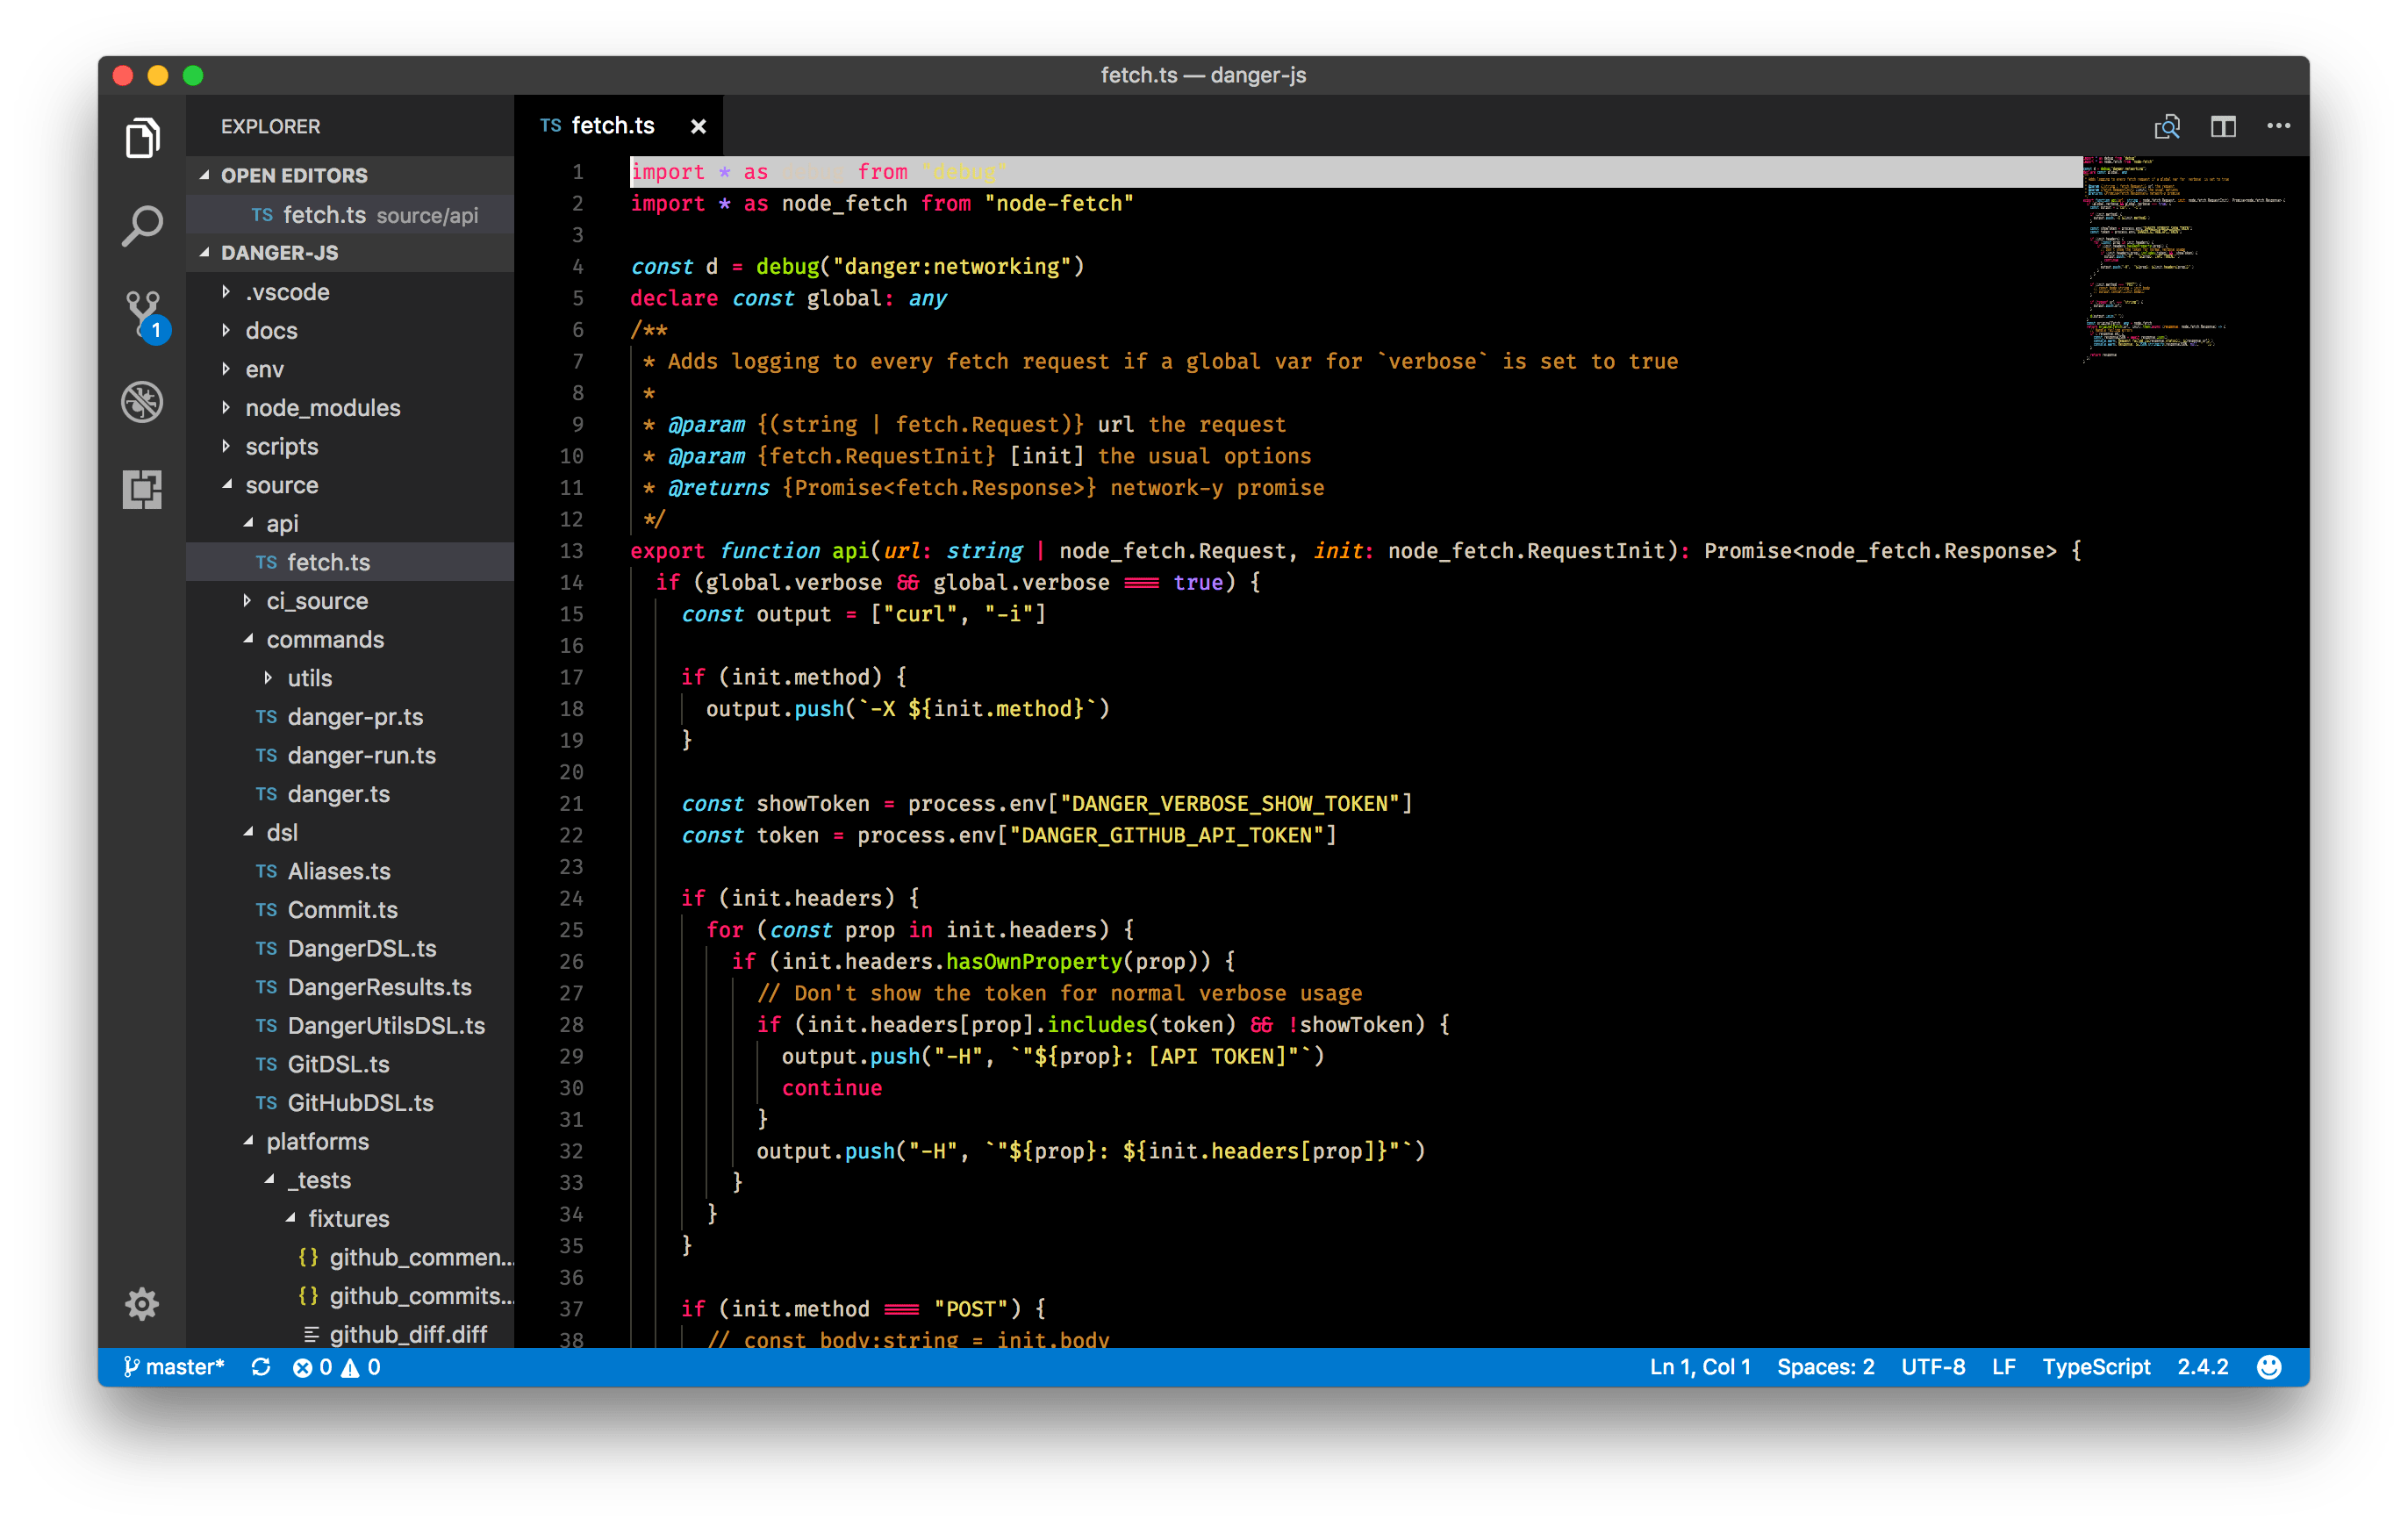 fetch.ts — danger-js
EXPLORER
OPEN EDITORS
TS fetch.ts source/api
DANGER-JS
.vscode
docs
env
node_modules
scripts
source
api
TS fetch.ts
ci_source
commands
utils
TS danger-pr.ts
TS danger-run.ts
TS danger.ts
dsl
TS Aliases.ts
TS Commit.ts
TS DangerDSL.ts
TS DangerResults.ts
TS DangerUtilsDSL.ts
TS GitDSL.ts
TS GitHubDSL.ts
platforms
_tests
fixtures
{} github_commen...
{} github_commits...
github_diff.diff
1
TS fetch.ts
1 import * as debug from "debug"
2 import * as node_fetch from "node-fetch"
3
4 const d = debug("danger:networking")
5 declare const global: any
6 /**
7 * Adds logging to every fetch request if a global var for `verbose` is set to true
8 *
9 * @param {(string | fetch.Request)} url the request
10 * @param {fetch.RequestInit} [init] the usual options
11 * @returns {Promise<fetch.Response>} network-y promise
12 */
13 export function api(url: string | node_fetch.Request, init: node_fetch.RequestInit): Promise<node_fetch.Response> {
14 if (global.verbose && global.verbose === true) {
15 const output = ["curl", "-i"]
16
17 if (init.method) {
18 output.push(`-X ${init.method}`)
19 }
20
21 const showToken = process.env["DANGER_VERBOSE_SHOW_TOKEN"]
22 const token = process.env["DANGER_GITHUB_API_TOKEN"]
23
24 if (init.headers) {
25 for (const prop in init.headers) {
26 if (init.headers.hasOwnProperty(prop)) {
27 // Don't show the token for normal verbose usage
28 if (init.headers[prop].includes(token) && !showToken) {
29 output.push("-H", `"${prop}: [API TOKEN]"`)
30 continue
31 }
32 output.push("-H", `"${prop}: ${init.headers[prop]}"`)
33 }
34 }
35 }
36
37 if (init.method === "POST") {
38 // const body:string = init.body
master* 0 0
Ln 1, Col 1 Spaces: 2 UTF-8 LF TypeScript 2.4.2